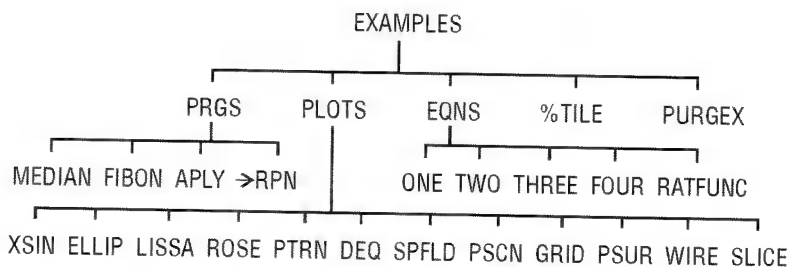 EXAMPLES
PRGS PLOTS EQNS %TILE PURGEX
MEDIAN FIBON APLY →RPN ONE TWO THREE FOUR RATFUNC
XSIN ELLIP LISSA ROSE PTRN DEQ SPFLD PSCN GRID PSUR WIRE SLICE